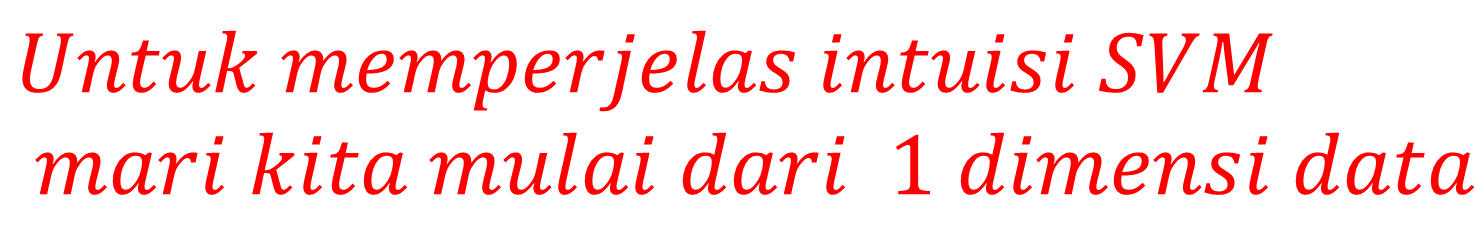 Untuk memperjelas intuisi SVM
mari kita mulai dari 1 dimensi data